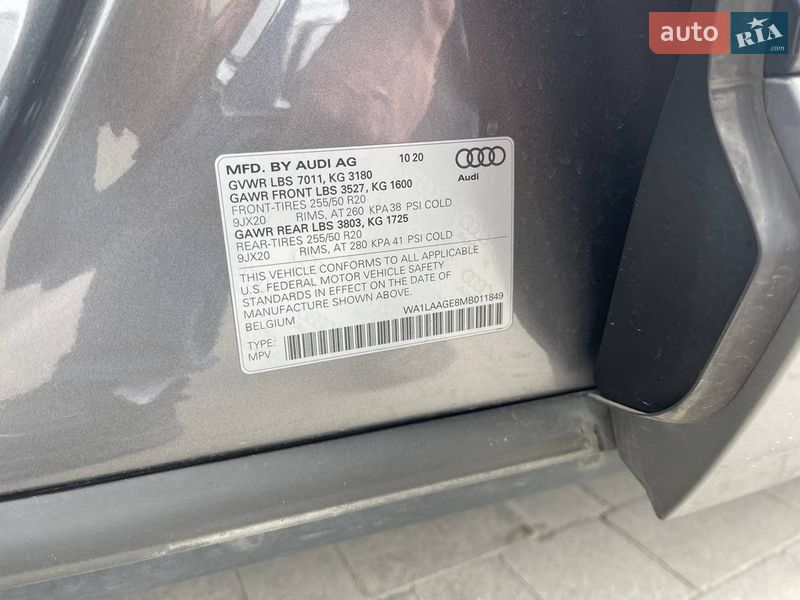 auto RIA
MFD. BY AUDI AG 10 20
GVWR LBS 7011, KG 3180
GAWR FRONT LBS 3527, KG 1600
FRONT-TIRES 255/50 R20
9JX20 RIMS, AT 260 KPA 38 PSI COLD
GAWR REAR LBS 3803, KG 1725
REAR-TIRES 255/50 R20
9JX20 RIMS, AT 280 KPA 41 PSI COLD
Audi
THIS VEHICLE CONFORMS TO ALL APPLICABLE
U.S. FEDERAL MOTOR VEHICLE SAFETY
STANDARDS IN EFFECT ON THE DATE OF
MANUFACTURE SHOWN ABOVE.
BELGIUM WA1LAAGE8MB011849
TYPE:
MPV